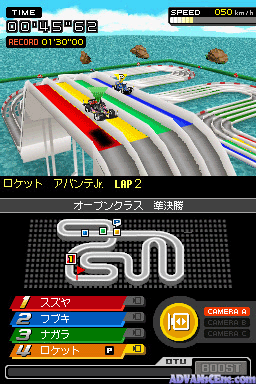 TIME
SPEED 050 km/h
00'45"62
RECORD 01'30"00
ロケット アバンテJr. LAP 2
オープンクラス 準決勝
P
1
1 スズヤ
2 フブキ
3 ナガラ
4 ロケット P
CAMERA A
CAMERA B
CAMERA C
DTU BOOST
ADVANsCEne.com